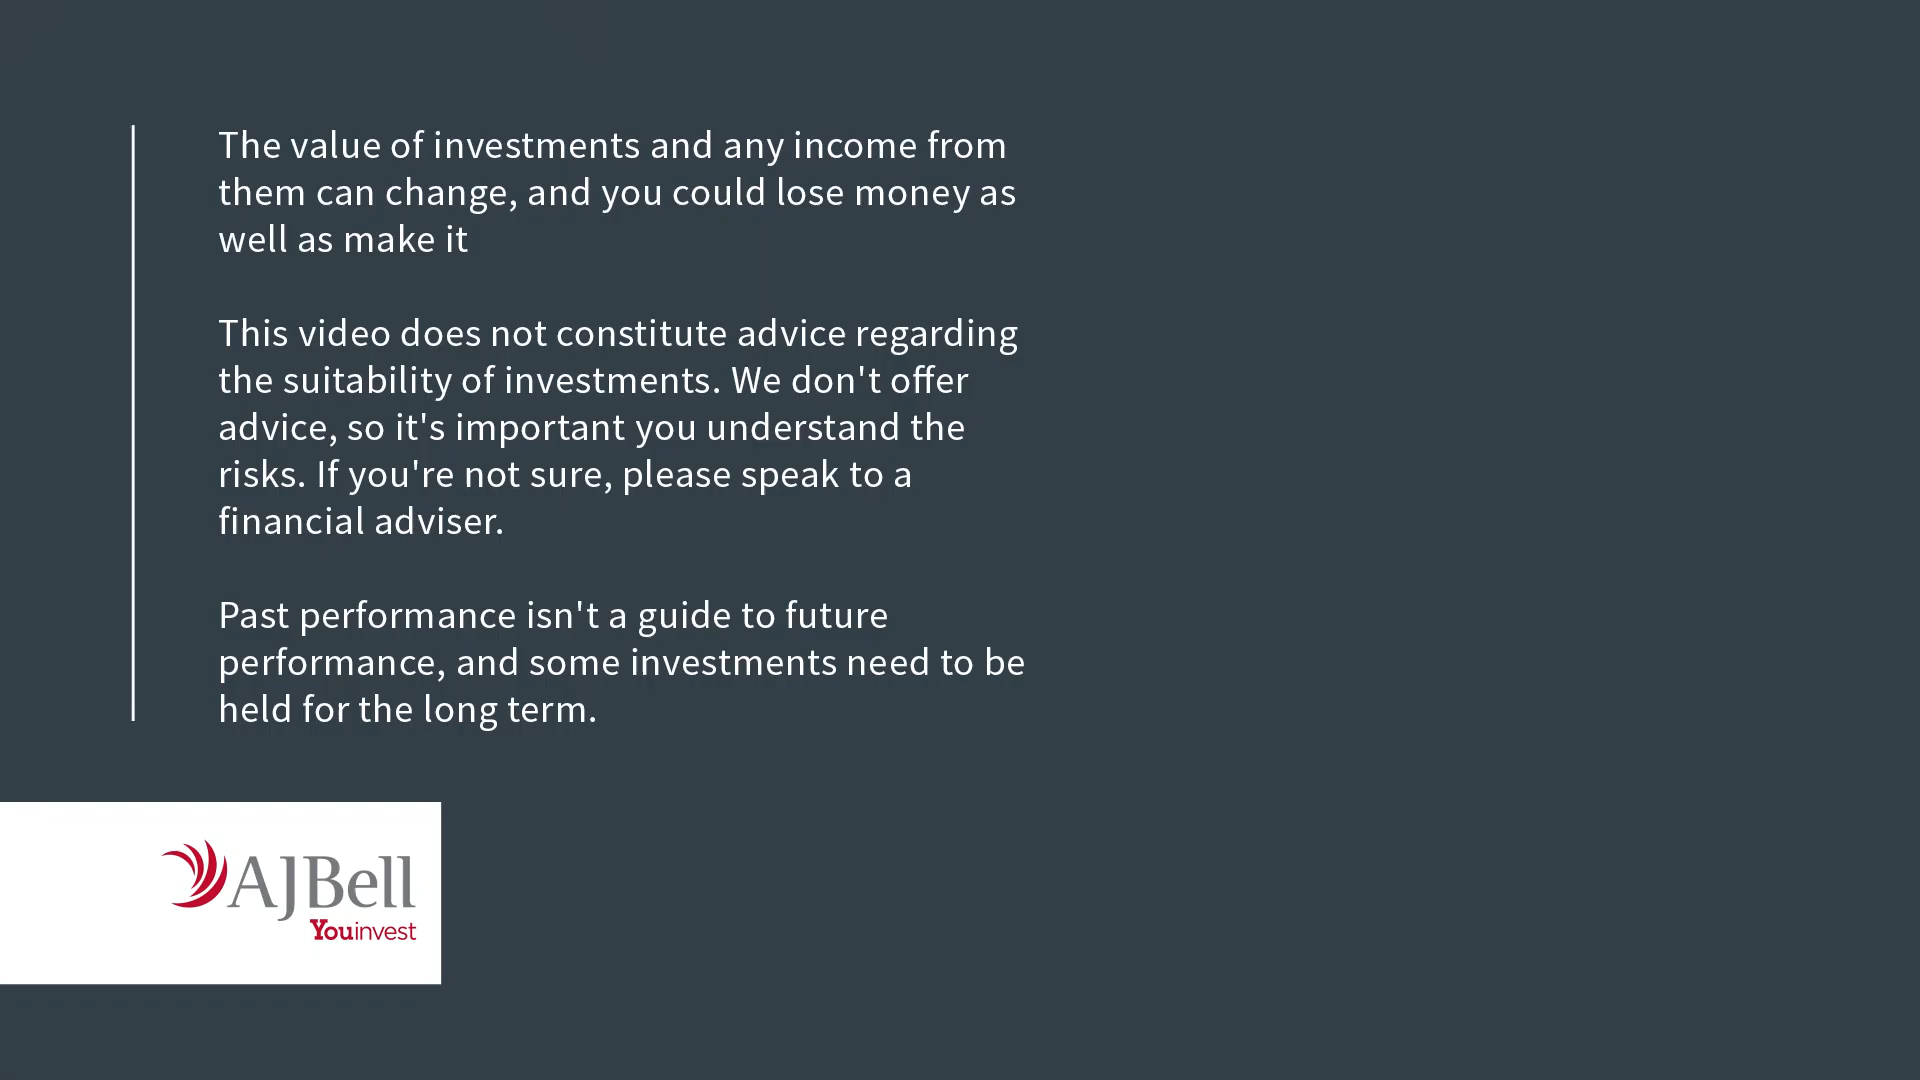 The value of investments and any income from
them can change, and you could lose money as
well as make it
This video does not constitute advice regarding
the suitability of investments. We don't offer
advice, so it's important you understand the
risks. If you're not sure, please speak to a
financial adviser.
Past performance isn't a guide to future
performance, and some investments need to be
held for the long term.
AJBell
Youinvest